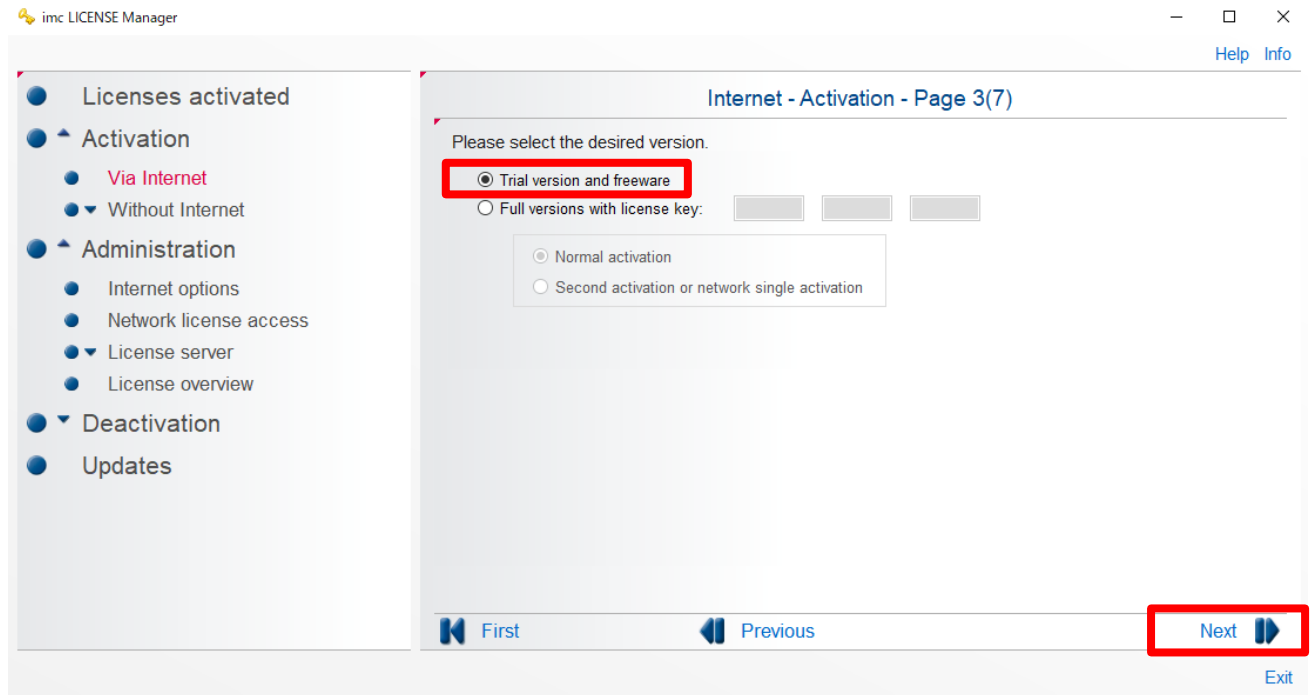 imc LICENSE Manager
Help Info
Licenses activated
Activation
Via Internet
Without Internet
Administration
Internet options
Network license access
License server
License overview
Deactivation
Updates
Internet - Activation - Page 3(7)
Please select the desired version.
Trial version and freeware
Full versions with license key:
Normal activation
Second activation or network single activation
First
Previous
Next
Exit